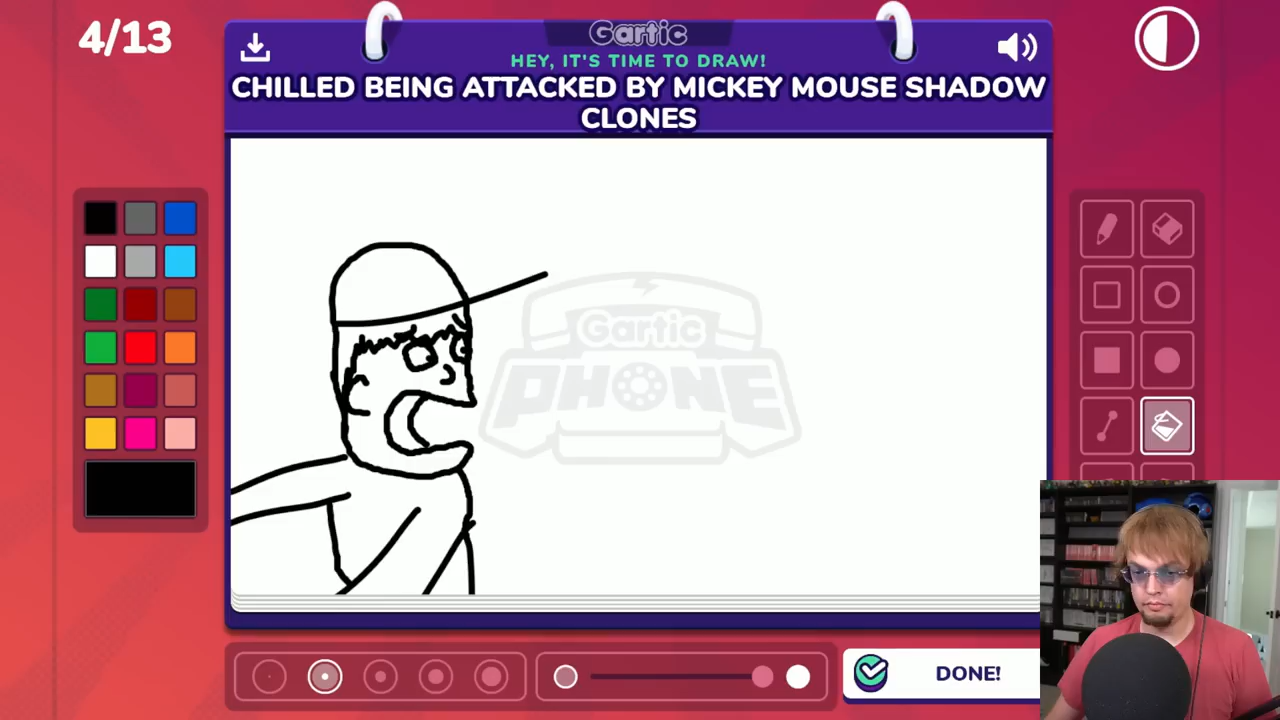 4/13
Gartic
HEY, IT'S TIME TO DRAW!
CHILLED BEING ATTACKED BY MICKEY MOUSE SHADOW
CLONES
Gartic
PHONE
DONE!